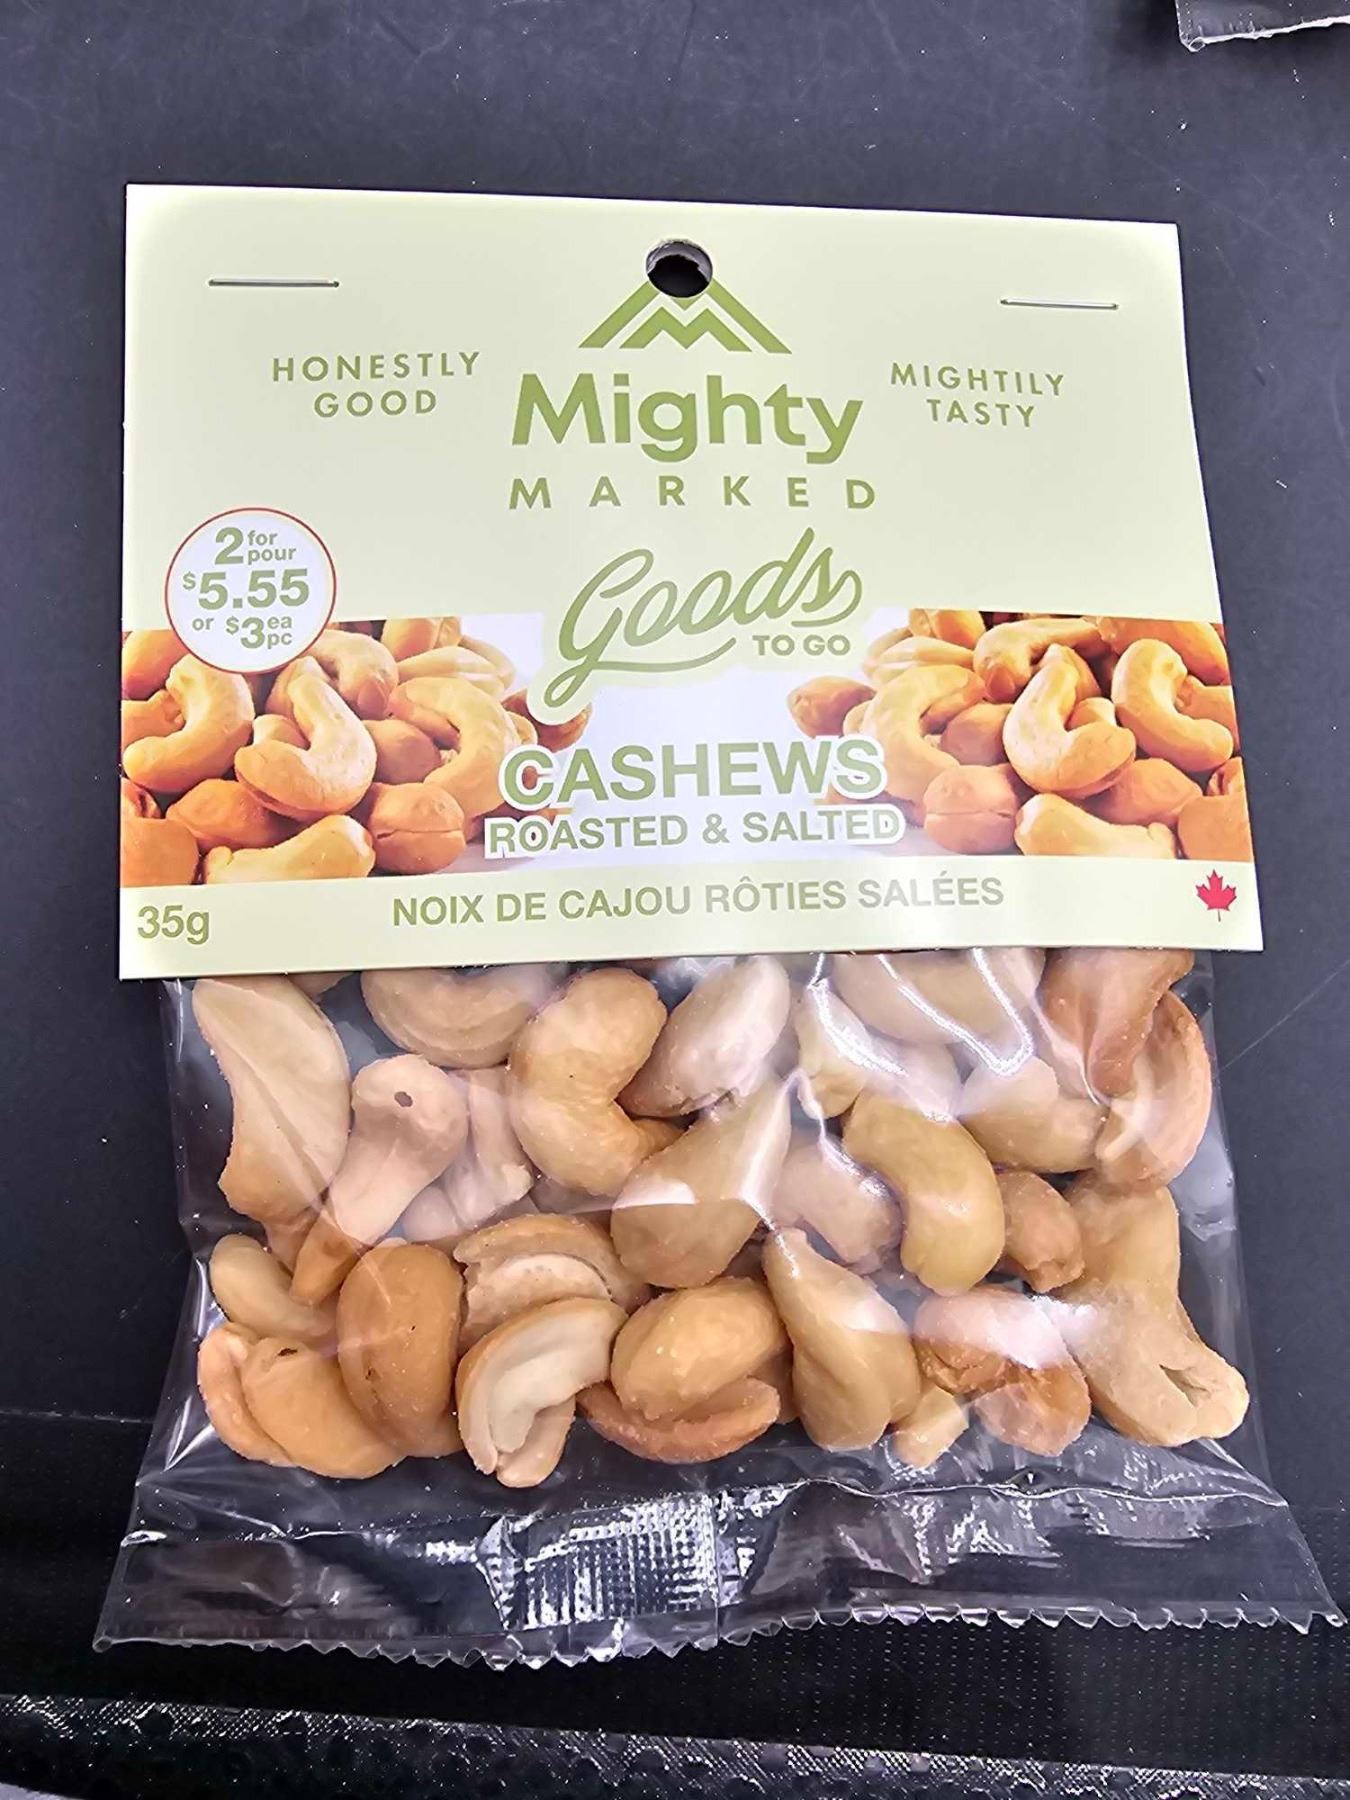 HONESTLY
GOOD
Mighty
MARKED
MIGHTILY
TASTY
2 for
pour
$5.55
or $3 ea
pc
Goods
TO GO
CASHEWS
ROASTED & SALTED
35g
NOIX DE CAJOU RÔTIES SALÉES